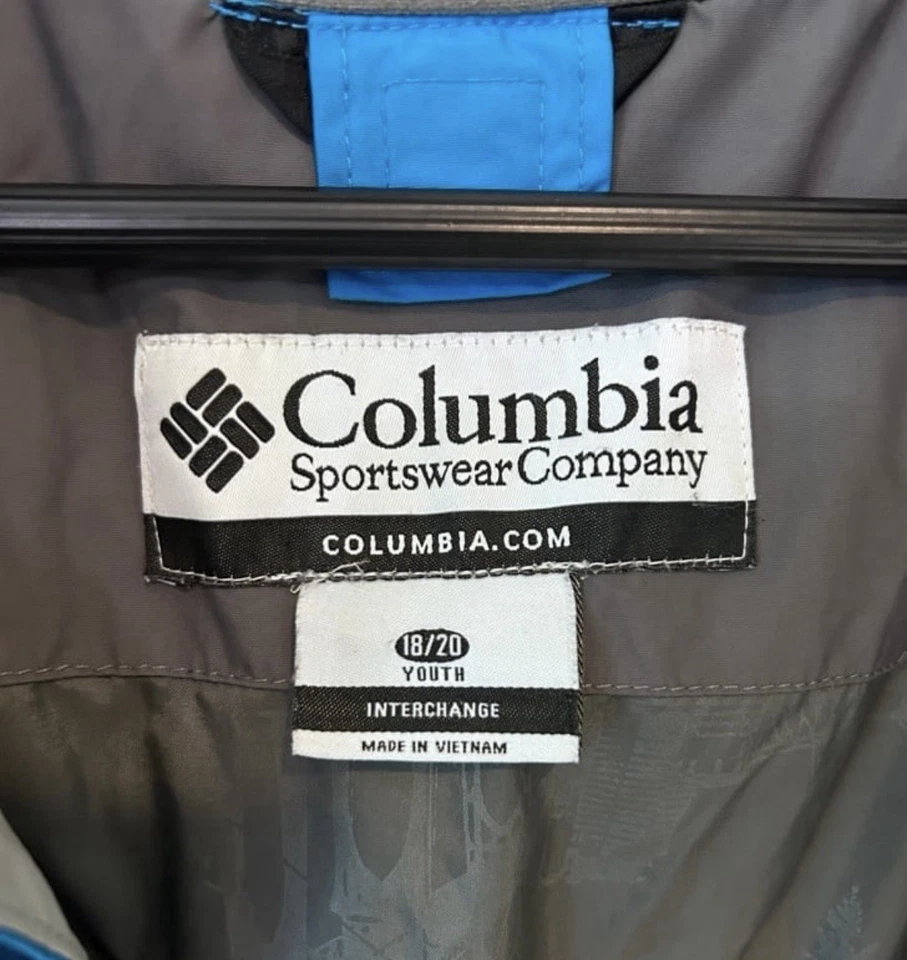 Columbia
Sportswear Company
COLUMBIA.COM
18/20
YOUTH
INTERCHANGE
MADE IN VIETNAM